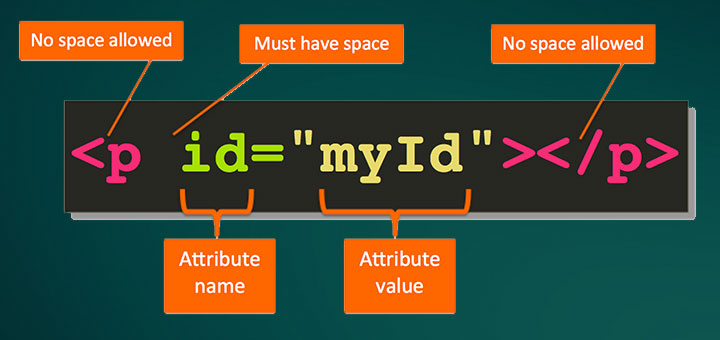 No space allowed
Must have space
No space allowed
<p id="myId"></p>
Attribute
name
Attribute
value